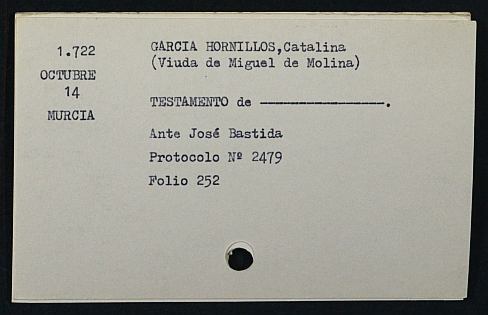 1.722
OCTUBRE
14
MURCIA
GARCIA HORNILLOS,Catalina
(Viuda de Miguel de Molina)
TESTAMENTO de ----------------.
Ante José Bastida
Protocolo Nº 2479
Folio 252